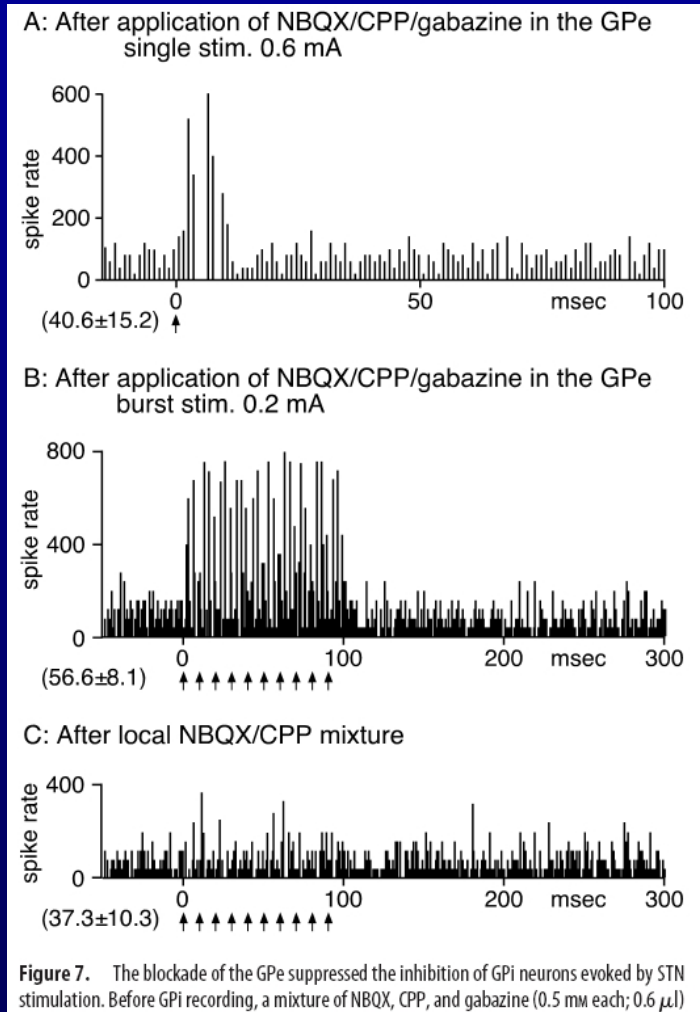 A: After application of NBQX/CPP/gabazine in the GPe
single stim. 0.6 mA
600
400
200
0
spike rate
0
50
msec
100
(40.6±15.2)
B: After application of NBQX/CPP/gabazine in the GPe
burst stim. 0.2 mA
800
400
0
spike rate
0
100
200
msec
300
(56.6±8.1)
C: After local NBQX/CPP mixture
400
0
spike rate
0
100
200
msec
300
(37.3±10.3)
Figure 7. The blockade of the GPe suppressed the inhibition of GPi neurons evoked by STN
stimulation. Before GPi recording, a mixture of NBQX, CPP, and gabazine (0.5 mM each; 0.6 μl)